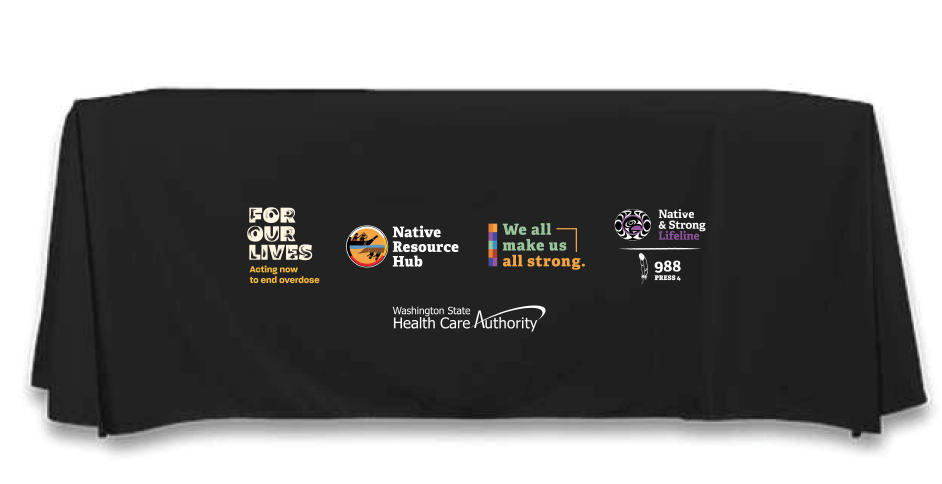 FOR
OUR
LIVES
Acting now
to end overdose
Native
Resource
Hub
We all
make us
all strong.
Native
& Strong
Lifeline
988
PRESS 4
Washington State
Health Care Authority